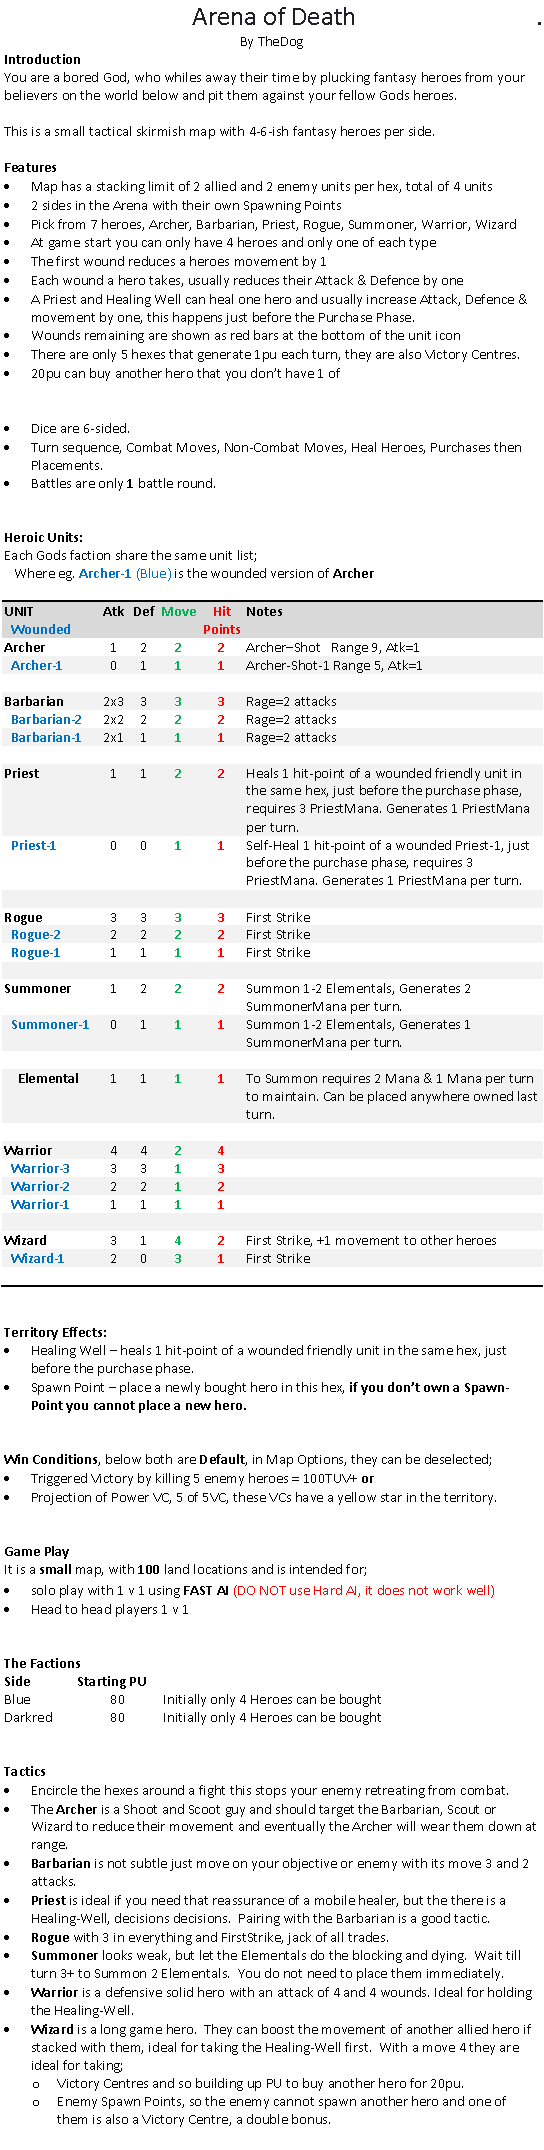 Arena of Death
.
By TheDog
Introduction
You are a bored God, who whiles away their time by plucking fantasy heroes from your
believers on the world below and pit them against your fellow Gods heroes.
This is a small tactical skirmish map with 4-6-ish fantasy heroes per side.
Features
• Map has a stacking limit of 2 allied and 2 enemy units per hex, total of 4 units
• 2 sides in the Arena with their own Spawning Points
• Pick from 7 heroes, Archer, Barbarian, Priest, Rogue, Summoner, Warrior, Wizard
• At game start you can only have 4 heroes and only one of each type
• The first wound reduces a heroes movement by 1
• Each wound a hero takes, usually reduces their Attack & Defence by one
• A Priest and Healing Well can heal one hero and usually increase Attack, Defence &
movement by one, this happens just before the Purchase Phase.
• Wounds remaining are shown as red bars at the bottom of the unit icon
• There are only 5 hexes that generate 1pu each turn, they are also Victory Centres.
• 20pu can buy another hero that you don't have 1 of
• Dice are 6-sided.
• Turn sequence, Combat Moves, Non-Combat Moves, Heal Heroes, Purchases then
Placements.
• Battles are only 1 battle round.
Heroic Units:
Each Gods faction share the same unit list;
Where eg. Archer-1 (Blue) is the wounded version of Archer
UNIT Atk Def Move Hit Notes
Wounded Points
Archer 1 2 2 2 Archer–Shot Range 9, Atk=1
Archer-1 0 1 1 1 Archer-Shot-1 Range 5, Atk=1
Barbarian 2x3 3 3 3 Rage=2 attacks
Barbarian-2 2x2 2 2 2 Rage=2 attacks
Barbarian-1 2x1 1 1 1 Rage=2 attacks
Priest 1 1 2 2 Heals 1 hit-point of a wounded friendly unit in
the same hex, just before the purchase phase,
requires 3 PriestMana. Generates 1 PriestMana
per turn.
Priest-1 0 0 1 1 Self-Heal 1 hit-point of a wounded Priest-1, just
before the purchase phase, requires 3
PriestMana. Generates 1 PriestMana per turn.
Rogue 3 3 3 3 First Strike
Rogue-2 2 2 2 2 First Strike
Rogue-1 1 1 1 1 First Strike
Summoner 1 2 2 2 Summon 1-2 Elementals, Generates 2
SummonerMana per turn.
Summoner-1 0 1 1 1 Summon 1-2 Elementals, Generates 1
SummonerMana per turn.
Elemental 1 1 1 1 To Summon requires 2 Mana & 1 Mana per turn
to maintain. Can be placed anywhere owned last
turn.
Warrior 4 4 2 4
Warrior-3 3 3 1 3
Warrior-2 2 2 1 2
Warrior-1 1 1 1 1
Wizard 3 1 4 2 First Strike, +1 movement to other heroes
Wizard-1 2 0 3 1 First Strike
Territory Effects:
• Healing Well – heals 1 hit-point of a wounded friendly unit in the same hex, just
before the purchase phase.
• Spawn Point – place a newly bought hero in this hex, if you don't own a Spawn-
Point you cannot place a new hero.
Win Conditions, below both are Default, in Map Options, they can be deselected;
• Triggered Victory by killing 5 enemy heroes = 100TUV+ or
• Projection of Power VC, 5 of 5VC, these VCs have a yellow star in the territory.
Game Play
It is a small map, with 100 land locations and is intended for;
• solo play with 1 v 1 using FAST AI (DO NOT use Hard AI, it does not work well)
• Head to head players 1 v 1
The Factions
Side Starting PU
Blue 80 Initially only 4 Heroes can be bought
Darkred 80 Initially only 4 Heroes can be bought
Tactics
• Encircle the hexes around a fight this stops your enemy retreating from combat.
• The Archer is a Shoot and Scoot guy and should target the Barbarian, Scout or
Wizard to reduce their movement and eventually the Archer will wear them down at
range.
• Barbarian is not subtle just move on your objective or enemy with its move 3 and 2
attacks.
• Priest is ideal if you need that reassurance of a mobile healer, but the there is a
Healing-Well, decisions decisions. Pairing with the Barbarian is a good tactic.
• Rogue with 3 in everything and FirstStrike, jack of all trades.
• Summoner looks weak, but let the Elementals do the blocking and dying. Wait till
turn 3+ to Summon 2 Elementals. You do not need to place them immediately.
• Warrior is a defensive solid hero with an attack of 4 and 4 wounds. Ideal for holding
the Healing-Well.
• Wizard is a long game hero. They can boost the movement of another allied hero if
stacked with them, ideal for taking the Healing-Well first. With a move 4 they are
ideal for taking;
o Victory Centres and so building up PU to buy another hero for 20pu.
o Enemy Spawn Points, so the enemy cannot spawn another hero and one of
them is also a Victory Centre, a double bonus.